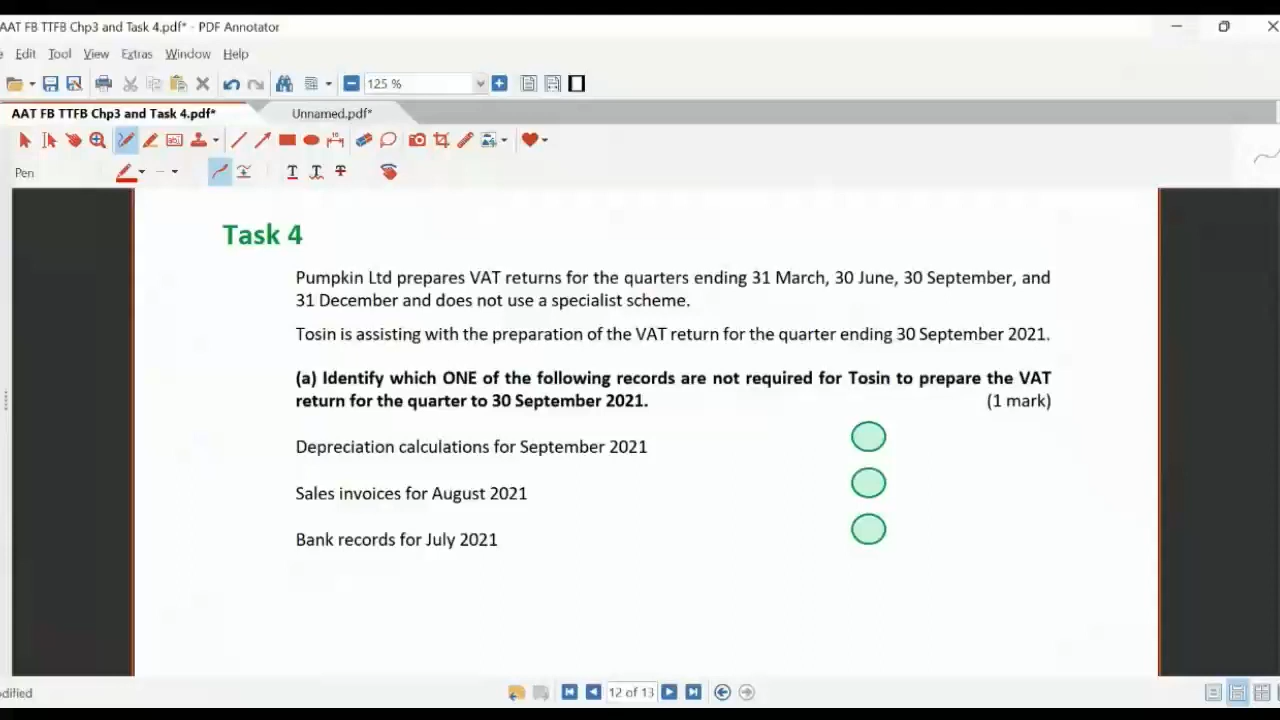 AAT FB TTFB Chp3 and Task 4.pdf* - PDF Annotator
e Edit Tool View Extras Window Help
125 %
AAT FB TTFB Chp3 and Task 4.pdf* Unnamed.pdf*
Pen
Task 4
Pumpkin Ltd prepares VAT returns for the quarters ending 31 March, 30 June, 30 September, and
31 December and does not use a specialist scheme.
Tosin is assisting with the preparation of the VAT return for the quarter ending 30 September 2021.
(a) Identify which ONE of the following records are not required for Tosin to prepare the VAT
return for the quarter to 30 September 2021. (1 mark)
Depreciation calculations for September 2021
Sales invoices for August 2021
Bank records for July 2021
odified 12 of 13